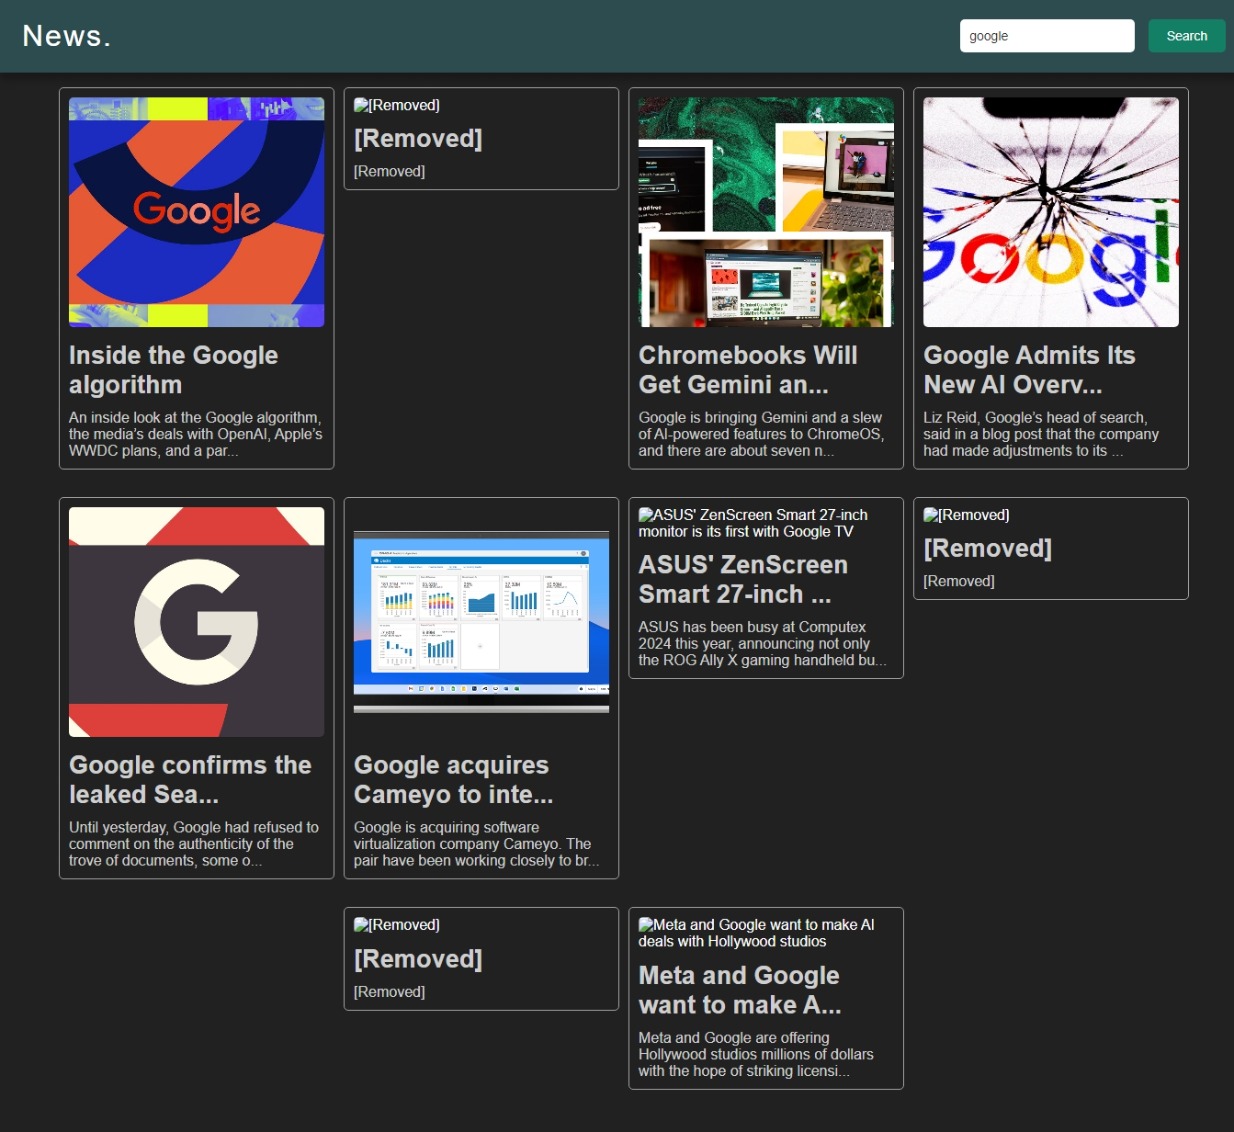 News.
google
Search
Google
Inside the Google
algorithm
An inside look at the Google algorithm,
the media’s deals with OpenAI, Apple’s
WWDC plans, and a par...
[Removed]
[Removed]
[Removed]
Chromebooks Will
Get Gemini an...
Google is bringing Gemini and a slew
of AI-powered features to ChromeOS,
and there are about seven n...
google.com
Google
Google Admits Its
New AI Overv...
Liz Reid, Google’s head of search,
said in a blog post that the company
had made adjustments to its ...
G
Google confirms the
leaked Sea...
Until yesterday, Google had refused to
comment on the authenticity of the
trove of documents, some o...
Google acquires
Cameyo to inte...
Google is acquiring software
virtualization company Cameyo. The
pair have been working closely to br...
ASUS' ZenScreen Smart 27-inch
monitor is its first with Google TV
ASUS' ZenScreen
Smart 27-inch ...
ASUS has been busy at Computex
2024 this year, announcing not only
the ROG Ally X gaming handheld bu...
[Removed]
[Removed]
[Removed]
[Removed]
[Removed]
[Removed]
Meta and Google want to make AI
deals with Hollywood studios
Meta and Google
want to make A...
Meta and Google are offering
Hollywood studios millions of dollars
with the hope of striking licensi...